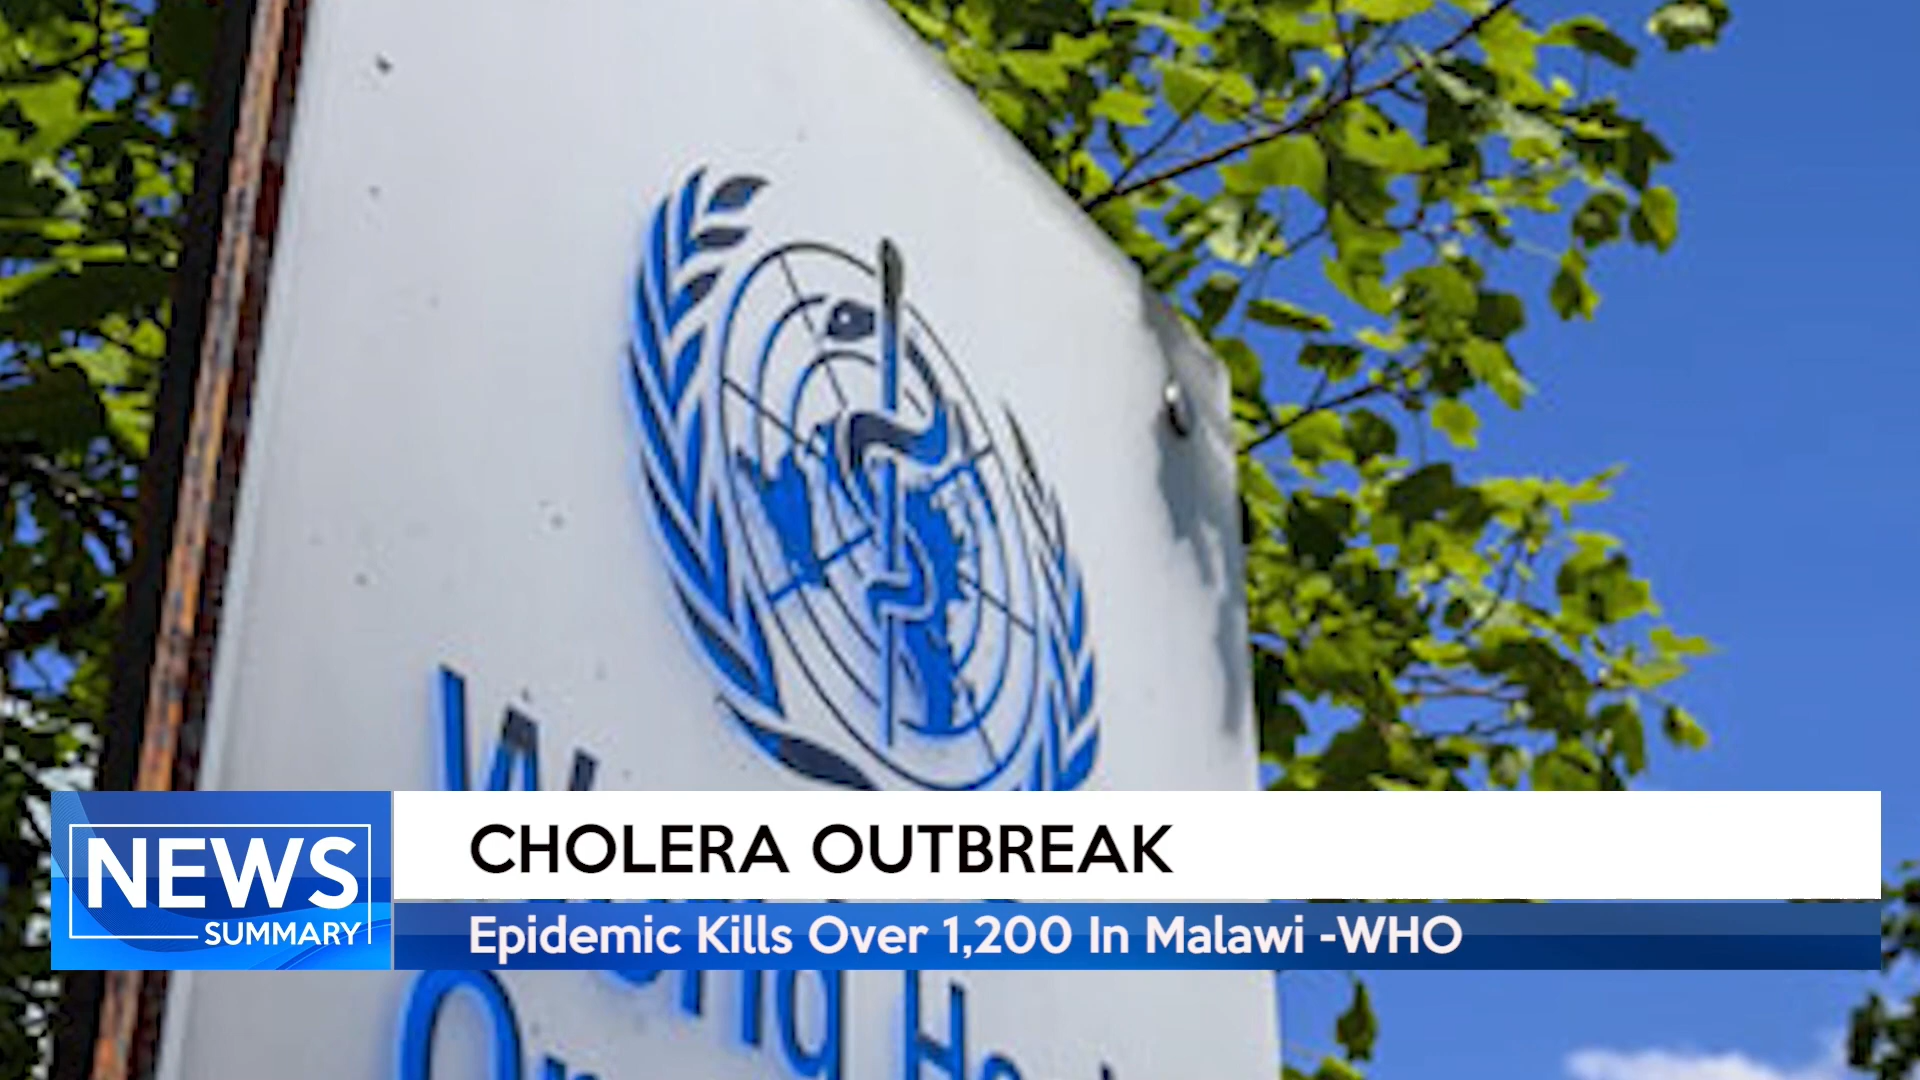 NEWS
SUMMARY
CHOLERA OUTBREAK
Epidemic Kills Over 1,200 In Malawi -WHO